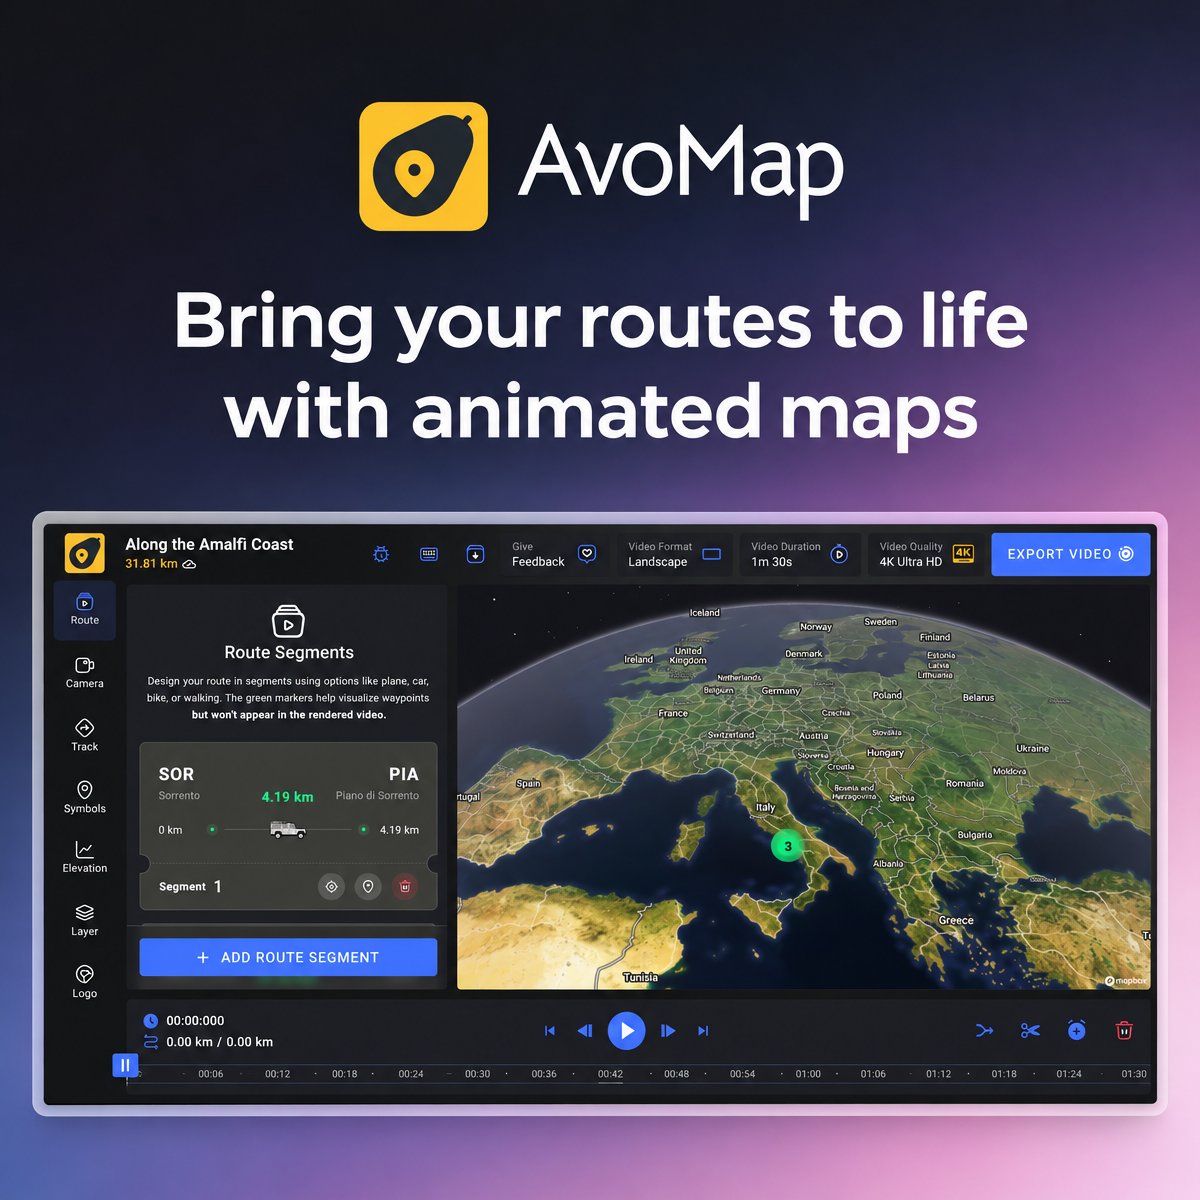 AvoMap
Bring your routes to life
with animated maps
Along the Amalfi Coast
31.81 km
Give
Feedback
Video Format
Landscape
Video Duration
1m 30s
Video Quality
4K Ultra HD
4K
EXPORT VIDEO
Route
Camera
Track
Symbols
Elevation
Layer
Logo
Route Segments
Design your route in segments using options like plane, car,
bike, or walking. The green markers help visualize waypoints
but won't appear in the rendered video.
SOR
PIA
Sorrento
4.19 km
Piano di Sorrento
0 km
4.19 km
Segment 1
+ ADD ROUTE SEGMENT
Iceland
Norway
Sweden
Finland
Ireland
United
Kingdom
Denmark
Estonia
Latvia
Lithuania
Netherlands
Belgium
Germany
Poland
Belarus
France
Czechia
Switzerland
Austria
Slovakia
Ukraine
Slovenia
Hungary
Moldova
Croatia
Spain
rtugal
Bosnia and
Herzegovina
Serbia
Romania
Italy
Bulgaria
3
Albania
Greece
Tunisia
mapbox
00:00:000
0.00 km / 0.00 km
00:06
00:12
00:18
00:24
00:30
00:36
00:42
00:48
00:54
01:00
01:06
01:12
01:18
01:24
01:30